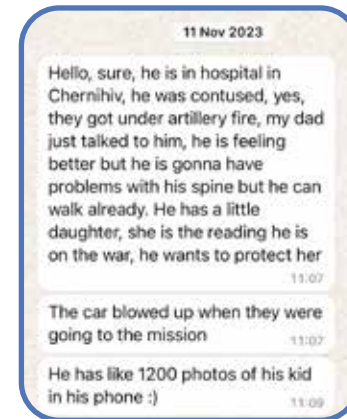 11 Nov 2023
Hello, sure, he is in hospital in
Chernihiv, he was contused, yes,
they got under artillery fire, my dad
just talked to him, he is feeling
better but he is gonna have
problems with his spine but he can
walk already. He has a little
daughter, she is the reading he is
on the war, he wants to protect her
11:07
The car blowed up when they were
going to the mission
11:07
He has like 1200 photos of his kid
in his phone :)
11:09